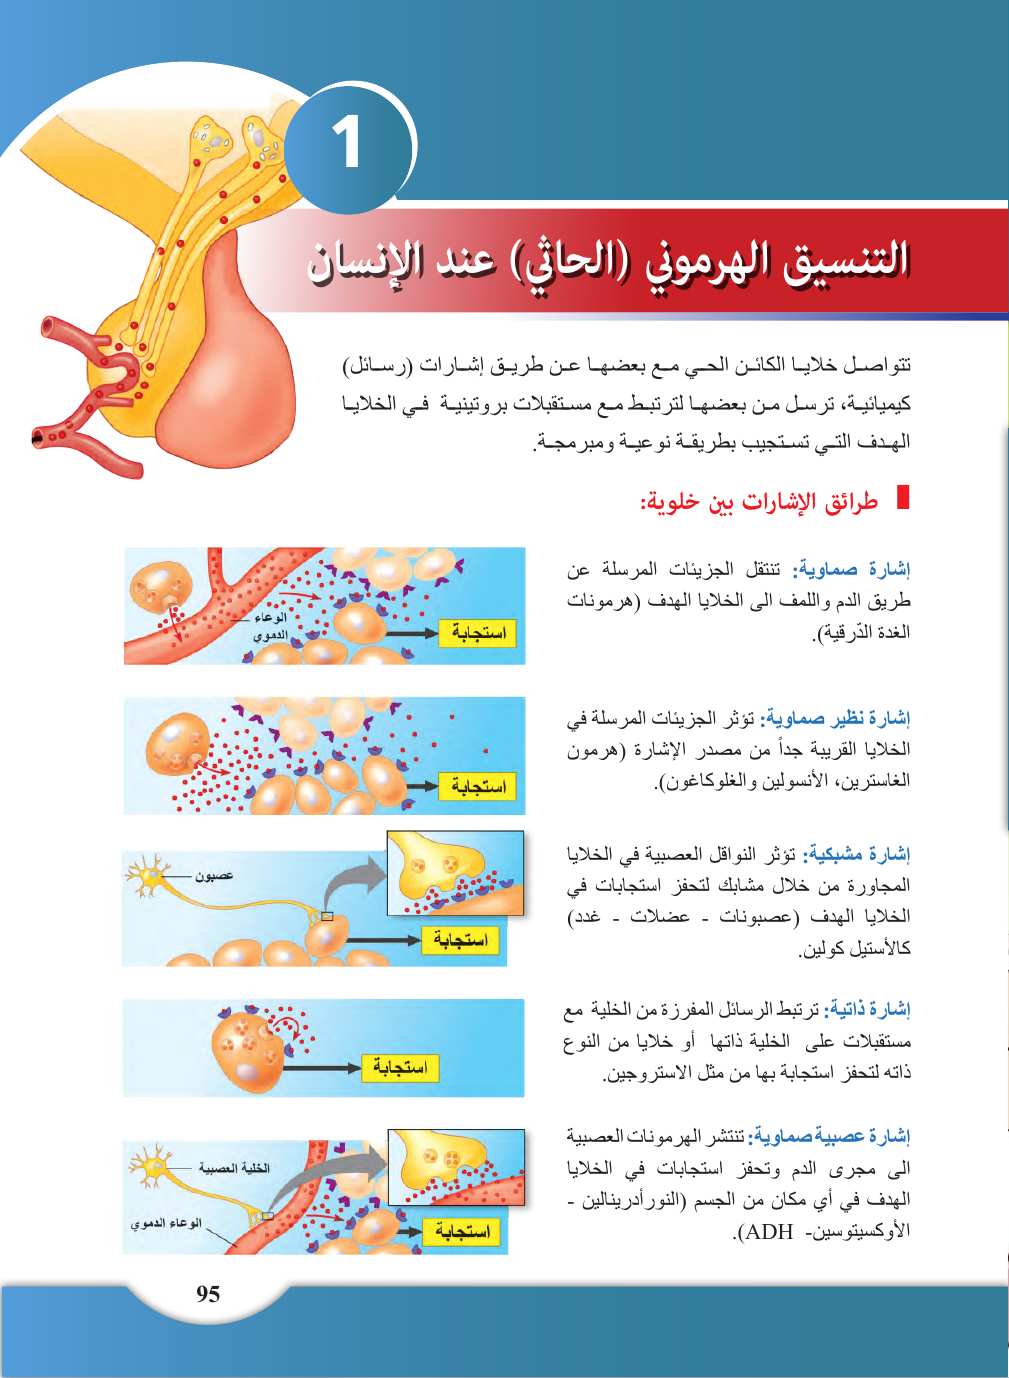 1
التنسيق الهرموني (الحاثي) عند الإنسان
تتواصل خلايا الكائن الحي مع بعضها عن طريق إشارات (رسائل)
كيميائية، ترسل من بعضها لترتبط مع مستقبلات بروتينية في الخلايا
الهدف التي تستجيب بطريقة نوعية ومبرمجة.
طرائق الإشارات بين خلوية:
إشارة صماوية: تنتقل الجزيئات المرسلة عن
طريق الدم واللمف الى الخلايا الهدف (هرمونات
الغدة الدّرقية).
الوعاء
الدموي
استجابة
إشارة نظير صماوية: تؤثر الجزيئات المرسلة في
الخلايا القريبة جداً من مصدر الإشارة (هرمون
الغاسترين، الأنسولين والغلوكاغون).
استجابة
إشارة مشبكية: تؤثر النواقل العصبية في الخلايا
المجاورة من خلال مشابك لتحفز استجابات في
الخلايا الهدف (عصبونات - عضلات - غدد)
كالأستيل كولين.
عصبون
استجابة
إشارة ذاتية: ترتبط الرسائل المفرزة من الخلية مع
مستقبلات على الخلية ذاتها أو خلايا من النوع
ذاته لتحفز استجابة بها من مثل الاستروجين.
استجابة
إشارة عصبية صماوية: تنتشر الهرمونات العصبية
الى مجرى الدم وتحفز استجابات في الخلايا
الهدف في أي مكان من الجسم (النورأدرينالين -
الأوكسيتوسين- ADH).
الخلية العصبية
الوعاء الدموي
استجابة
95